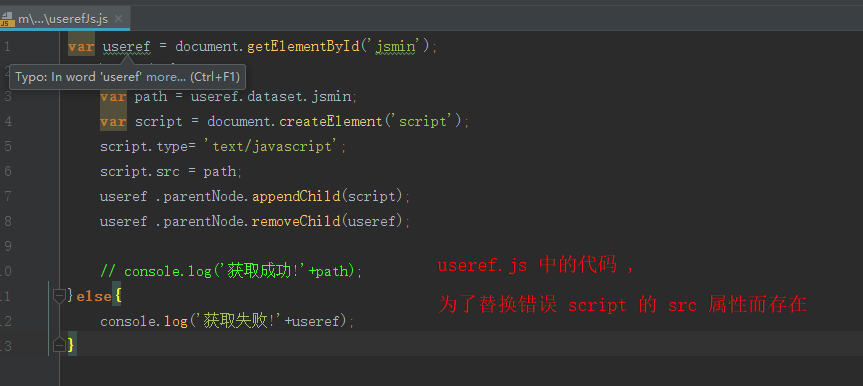 m\...\userefJs.js ×
1 var useref = document.getElementById('jsmin');
Typo: In word 'useref' more... (Ctrl+F1)
3 var path = useref.dataset.jsmin;
4 var script = document.createElement('script');
5 script.type= 'text/javascript';
6 script.src = path;
7 useref .parentNode.appendChild(script);
8 useref .parentNode.removeChild(useref);
9
10 // console.log('获取成功!'+path);
useref.js 中的代码 ,
11 }else{
为了替换错误 script 的 src 属性而存在
12 console.log('获取失败!'+useref);
13 }